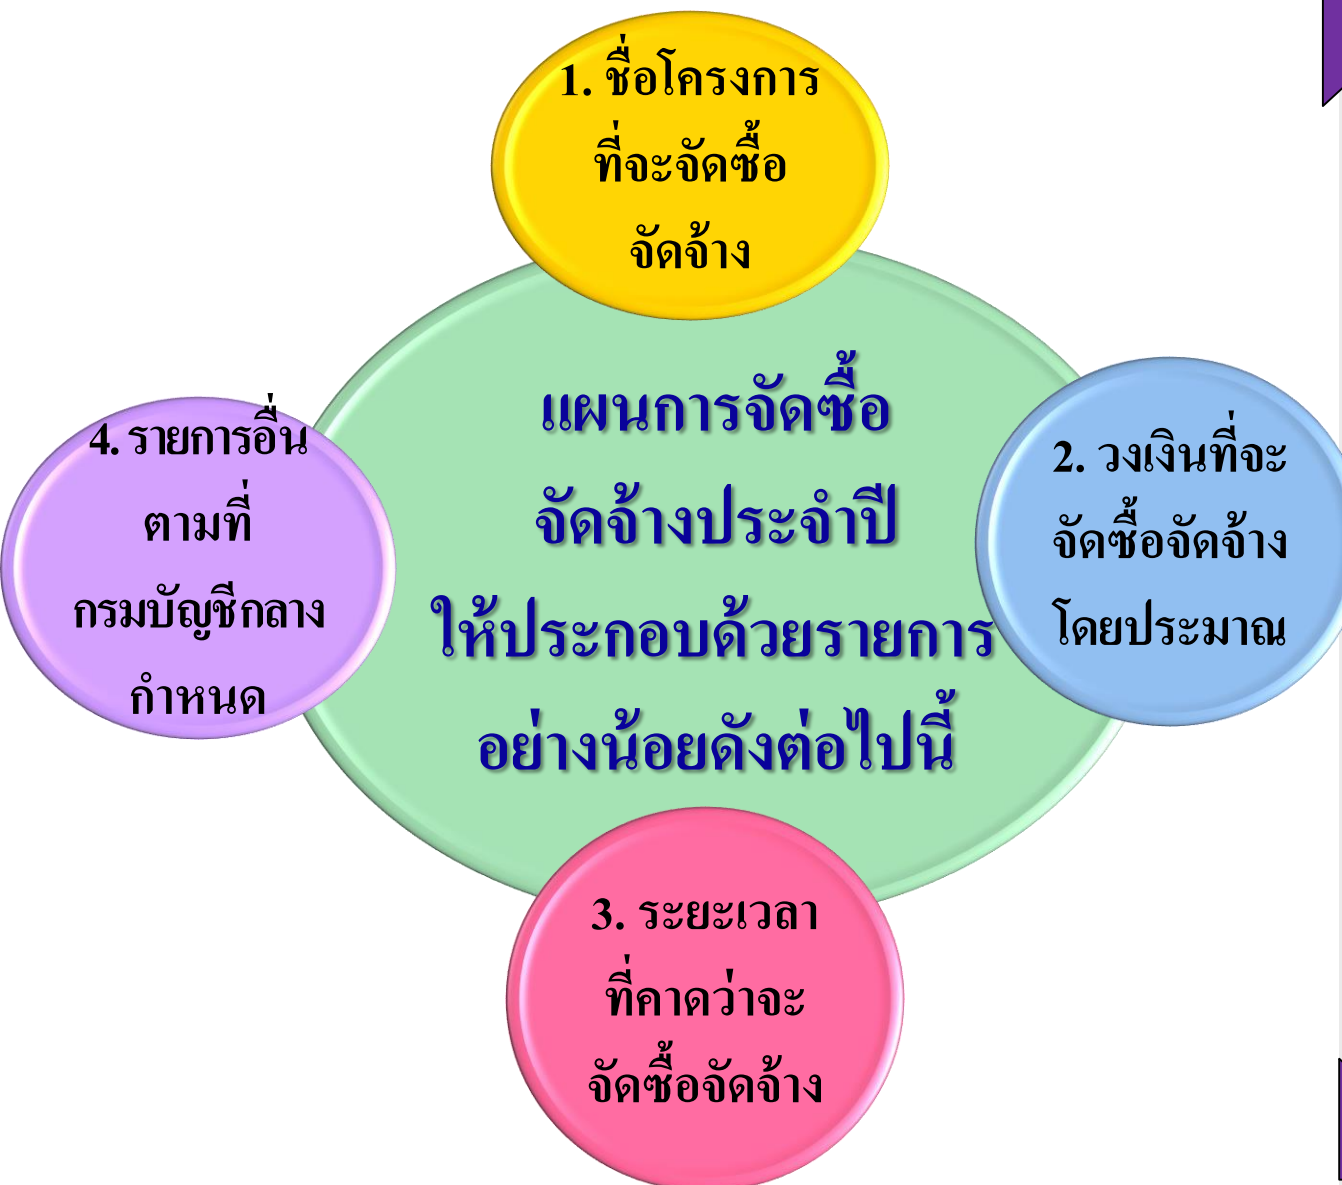 1. ชื่อโครงการ
ที่จะจัดซื้อ
จัดจ้าง
แผนการจัดซื้อ
จัดจ้างประจำปี
ให้ประกอบด้วยรายการ
อย่างน้อยดังต่อไปนี้
2. วงเงินที่จะ
จัดซื้อจัดจ้าง
โดยประมาณ
3. ระยะเวลา
ที่คาดว่าจะ
จัดซื้อจัดจ้าง
4. รายการอื่น
ตามที่
กรมบัญชีกลาง
กำหนด